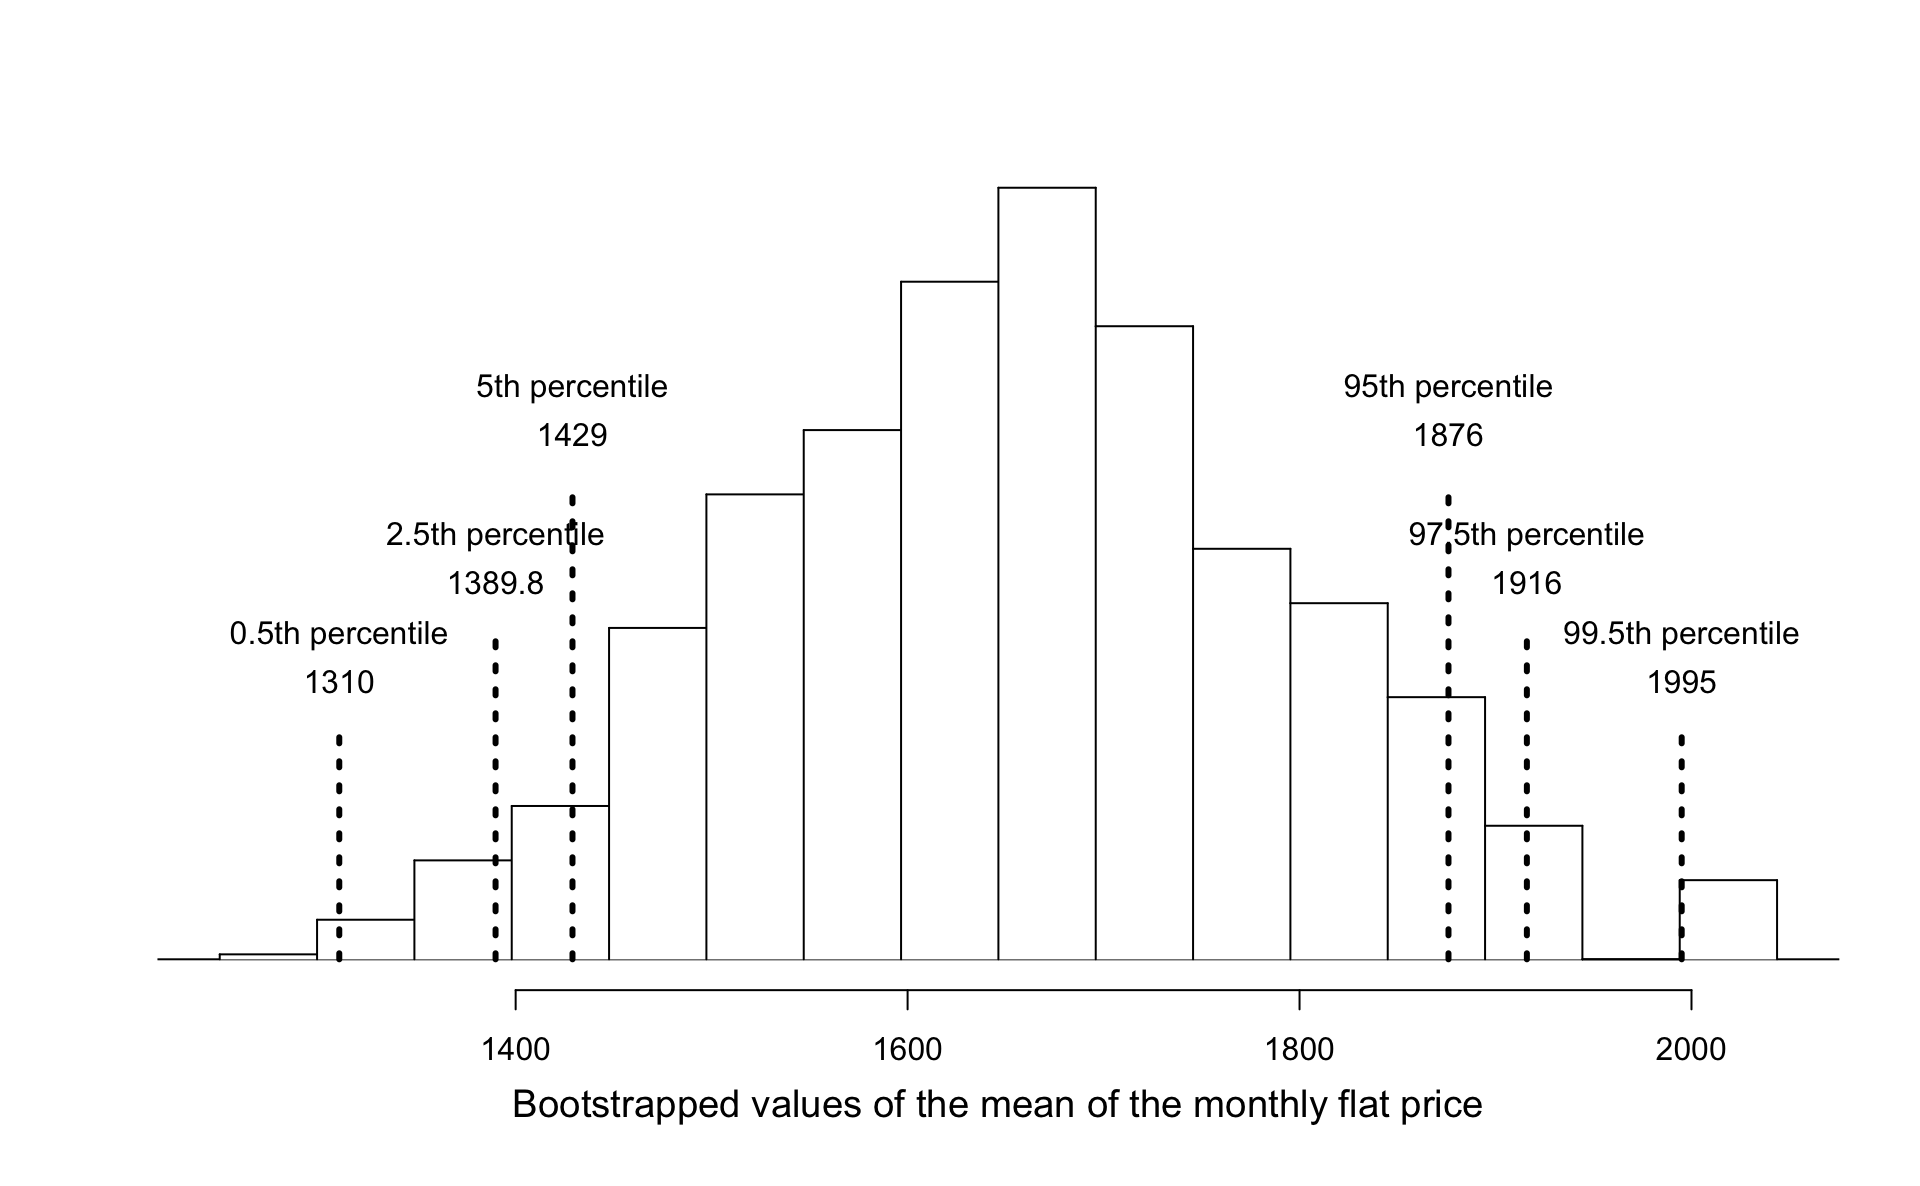 5th percentile
1429
95th percentile
1876
2.5th percentile
1389.8
97.5th percentile
1916
0.5th percentile
1310
99.5th percentile
1995
1400
1600
1800
2000
Bootstrapped values of the mean of the monthly flat price